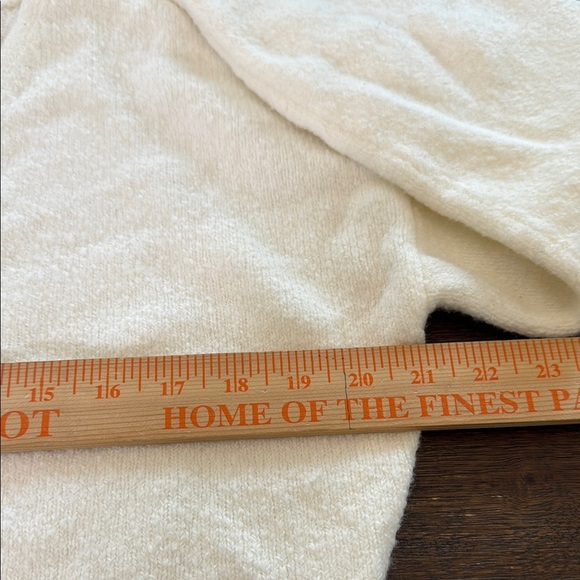 15 16 17 18 19 20 21 22 23
OT HOME OF THE FINEST PA